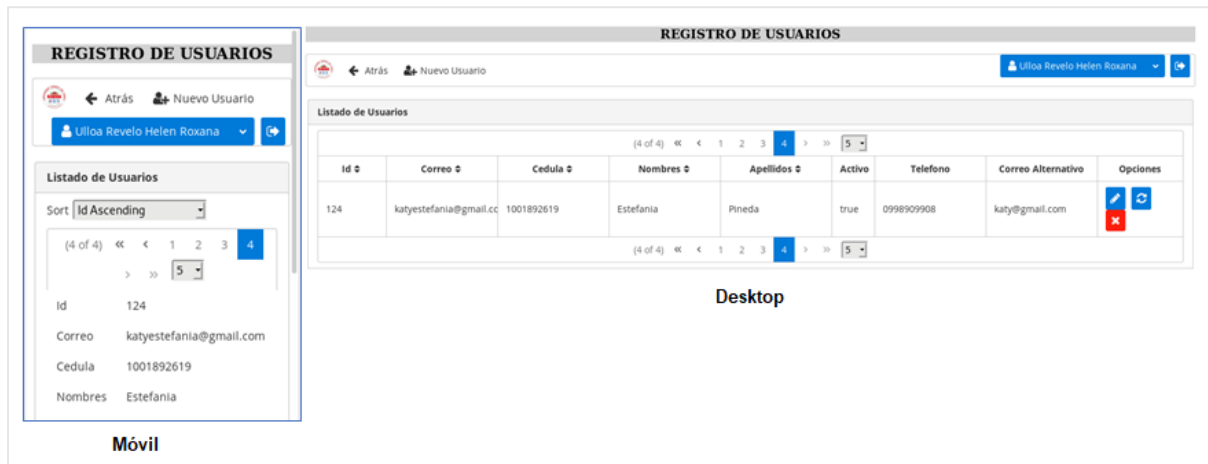 REGISTRO DE USUARIOS
Atrás Nuevo Usuario
Ulloa Revelo Helen Roxana
Listado de Usuarios
Sort Id Ascending
(4 of 4) 1 2 3 4
5
Id 124
Correo katyestefania@gmail.com
Cedula 1001892619
Nombres Estefania
Móvil
REGISTRO DE USUARIOS
Atrás Nuevo Usuario Ulloa Revelo Helen Roxana
Listado de Usuarios
(4 of 4) 1 2 3 4 5
Id Correo Cedula Nombres Apellidos Activo Telefono Correo Alternativo Opciones
124 katyestefania@gmail.cc 1001892619 Estefania Pineda true 0998909908 katy@gmail.com
(4 of 4) 1 2 3 4 5
Desktop